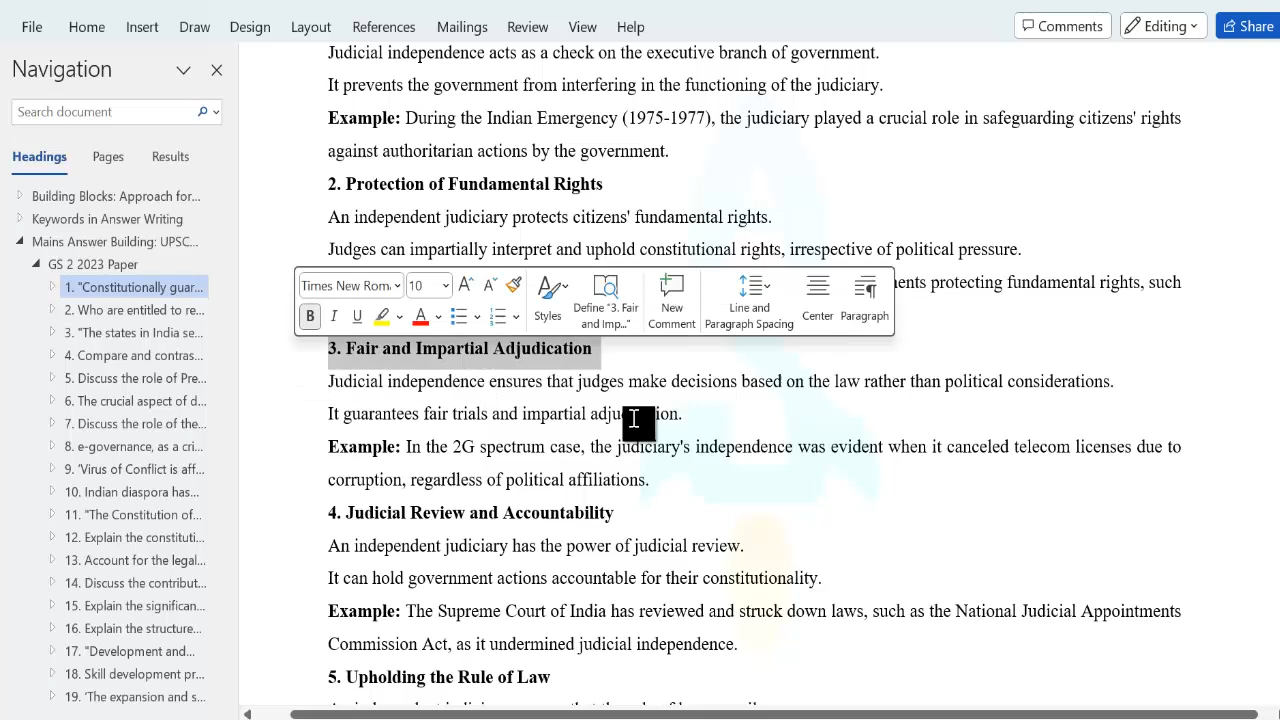 File Home Insert Draw Design Layout References Mailings Review View Help Comments Editing Share
Navigation
Search document
Headings Pages Results
Building Blocks: Approach for...
Keywords in Answer Writing
Mains Answer Building: UPSC...
GS 2 2023 Paper
1. "Constitutionally guar...
2. Who are entitled to re...
3. "The states in India se...
4. Compare and contras...
5. Discuss the role of Pre...
6. The crucial aspect of d...
7. Discuss the role of the...
8. e-governance, as a cri...
9. ‘Virus of Conflict is aff...
10. Indian diaspora has...
11. "The Constitution of...
12. Explain the constituti...
13. Account for the legal...
14. Discuss the contribut...
15. Explain the significan...
16. Explain the structure...
17. "Development and...
18. Skill development pr...
19. ‘The expansion and s...
Judicial independence acts as a check on the executive branch of government.
It prevents the government from interfering in the functioning of the judiciary.
Example: During the Indian Emergency (1975-1977), the judiciary played a crucial role in safeguarding citizens' rights
against authoritarian actions by the government.
2. Protection of Fundamental Rights
An independent judiciary protects citizens' fundamental rights.
Judges can impartially interpret and uphold constitutional rights, irrespective of political pressure.
protecting fundamental rights, such
Times New Rom 10
B I U A
Styles
Define "3. Fair
and Imp..."
New
Comment
Line and
Paragraph Spacing
Center
Paragraph
3. Fair and Impartial Adjudication
Judicial independence ensures that judges make decisions based on the law rather than political considerations.
It guarantees fair trials and impartial
Example: In the 2G spectrum case, the judiciary's independence was evident when it canceled telecom licenses due to
corruption, regardless of political affiliations.
4. Judicial Review and Accountability
An independent judiciary has the power of judicial review.
It can hold government actions accountable for their constitutionality.
Example: The Supreme Court of India has reviewed and struck down laws, such as the National Judicial Appointments
Commission Act, as it undermined judicial independence.
5. Upholding the Rule of Law